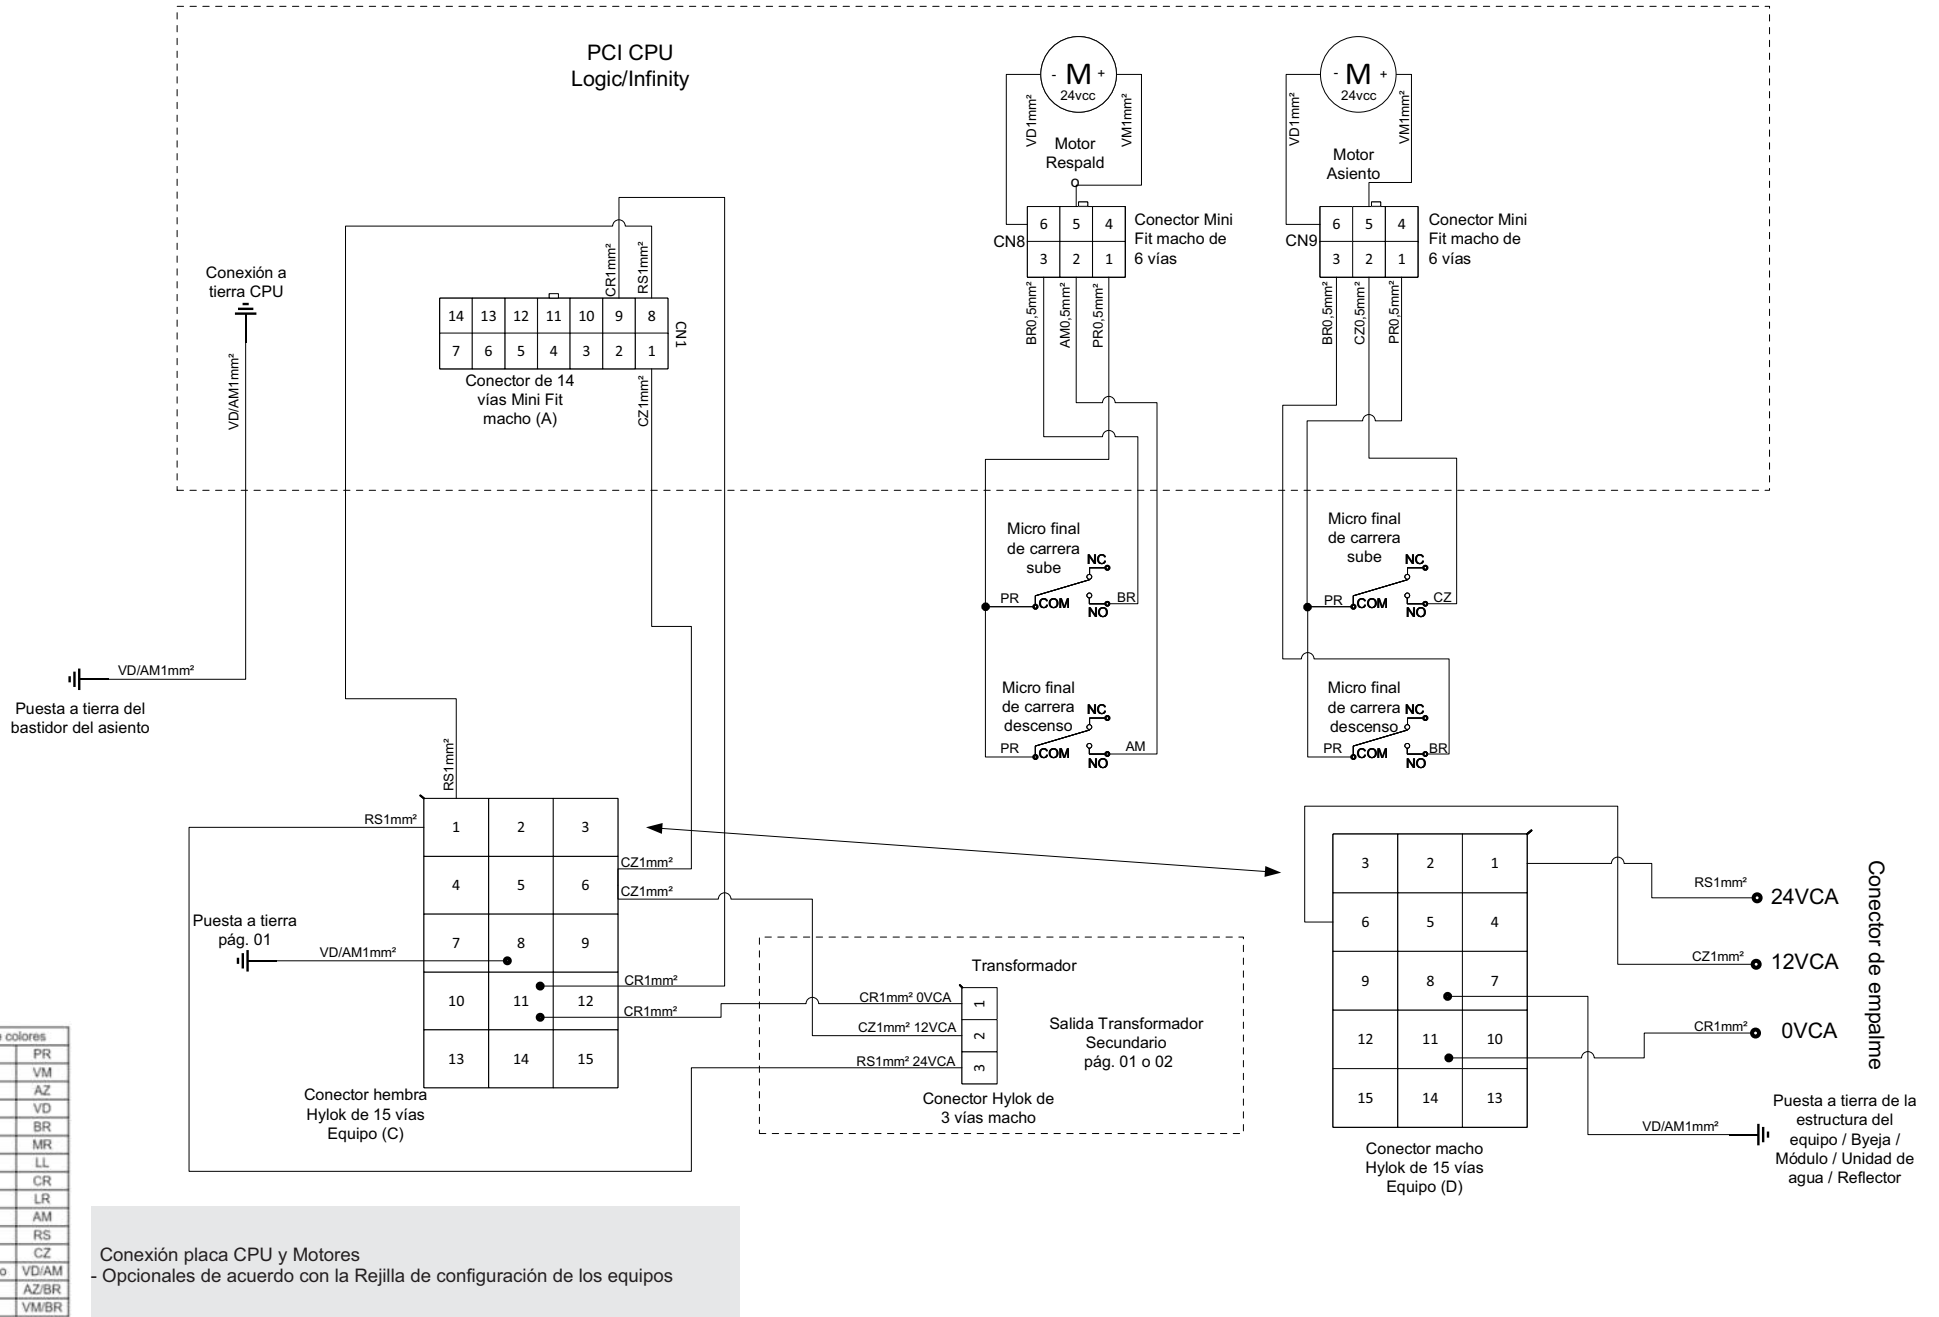 PCI CPU
Logic/Infinity
- M +
24vcc
VD1mm²
VM1mm²
Motor
Respald
o
6 5 4
3 2 1
CN8
Conector Mini
Fit macho de
6 vías
BR0,5mm²
AM0,5mm²
PR0,5mm²
- M +
24vcc
VD1mm²
VM1mm²
Motor
Asiento
6 5 4
3 2 1
CN9
Conector Mini
Fit macho de
6 vías
BR0,5mm²
CZ0,5mm²
PR0,5mm²
Conexión a
tierra CPU
VD/AM1mm²
CR1mm²
RS1mm²
14 13 12 11 10 9 8
7 6 5 4 3 2 1
CN1
Conector de 14
vías Mini Fit
macho (A)
CZ1mm²
Micro final
de carrera
sube
NC
PR
COM
NO
BR
Micro final
de carrera
descenso
NC
PR
COM
NO
AM
Micro final
de carrera
sube
NC
PR
COM
NO
CZ
Micro final
de carrera
descenso
NC
PR
COM
NO
BR
VD/AM1mm²
Puesta a tierra del
bastidor del asiento
RS1mm²
RS1mm²
1 2 3
4 5 6
7 8 9
10 11 12
13 14 15
CZ1mm²
CZ1mm²
Puesta a tierra
pág. 01
VD/AM1mm²
CR1mm²
CR1mm²
Conector hembra
Hylok de 15 vías
Equipo (C)
Transformador
CR1mm² 0VCA
CZ1mm² 12VCA
RS1mm² 24VCA
1
2
3
Salida Transformador
Secundario
pág. 01 o 02
Conector Hylok de
3 vías macho
3 2 1
6 5 4
9 8 7
12 11 10
15 14 13
Conector macho
Hylok de 15 vías
Equipo (D)
RS1mm²
24VCA
CZ1mm²
12VCA
CR1mm²
0VCA
Conector de empalme
VD/AM1mm²
Puesta a tierra de la
estructura del
equipo / Byeja /
Módulo / Unidad de
agua / Reflector
colores
PR
VM
AZ
VD
BR
MR
LL
CR
LR
AM
RS
CZ
o VD/AM
AZ/BR
VM/BR
Conexión placa CPU y Motores
- Opcionales de acuerdo con la Rejilla de configuración de los equipos